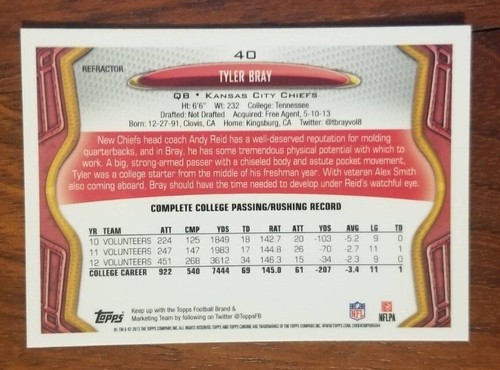 40
REFRACTOR
TYLER BRAY
QB * KANSAS CITY CHIEFS
Ht: 6'6" Wt: 232 College: Tennessee
Drafted: Not Drafted Acquired: Free Agent, 5-10-13
Born: 12-27-91, Clovis, CA Home: Kingsburg, CA Twitter: @tbrayvol8
New Chiefs head coach Andy Reid has a well-deserved reputation for molding
quarterbacks, and in Bray, he has some tremendous physical potential with which to
work. A big, strong-armed passer with a chiseled body and astute pocket movement,
Tyler was a college starter from the middle of his freshman year. With veteran Alex Smith
also coming aboard, Bray should have the time needed to develop under Reid's watchful eye.
COMPLETE COLLEGE PASSING/RUSHING RECORD
YR TEAM ATT CMP YDS TD RAT ATT YDS AVG LG TD
10 VOLUNTEERS 224 125 1849 18 142.7 20 -103 -5.2 9 0
11 VOLUNTEERS 247 147 1983 17 144.8 26 -70 -2.7 11 1
12 VOLUNTEERS 451 268 3612 34 146.3 15 -34 -2.3 9 0
COLLEGE CAREER 922 540 7444 69 145.0 61 -207 -3.4 11 1
Topps
Keep up with the Topps Football Brand &
Marketing Team by following on Twitter @ToppsFB
NFL
NFLPA